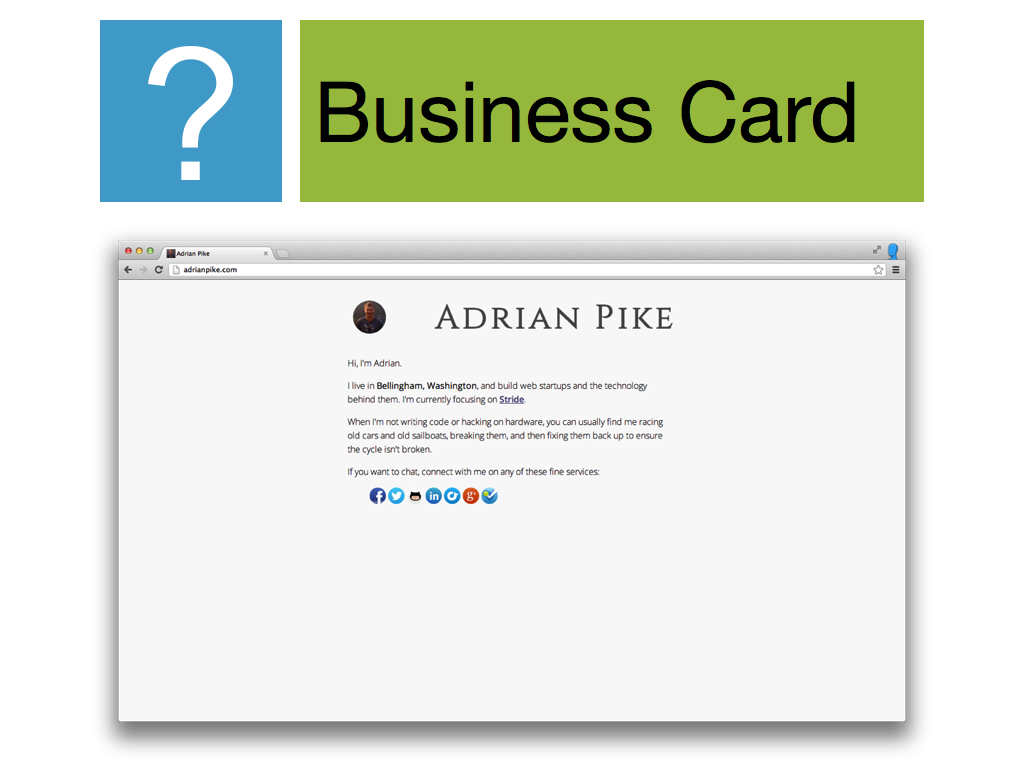 ?
Business Card
Adrian Pike
adrianpike.com
Adrian Pike
Hi, I'm Adrian.
I live in Bellingham, Washington, and build web startups and the technology
behind them. I'm currently focusing on Stride.
When I'm not writing code or hacking on hardware, you can usually find me racing
old cars and old sailboats, breaking them, and then fixing them back up to ensure
the cycle isn't broken.
If you want to chat, connect with me on any of these fine services:
f
in
g+